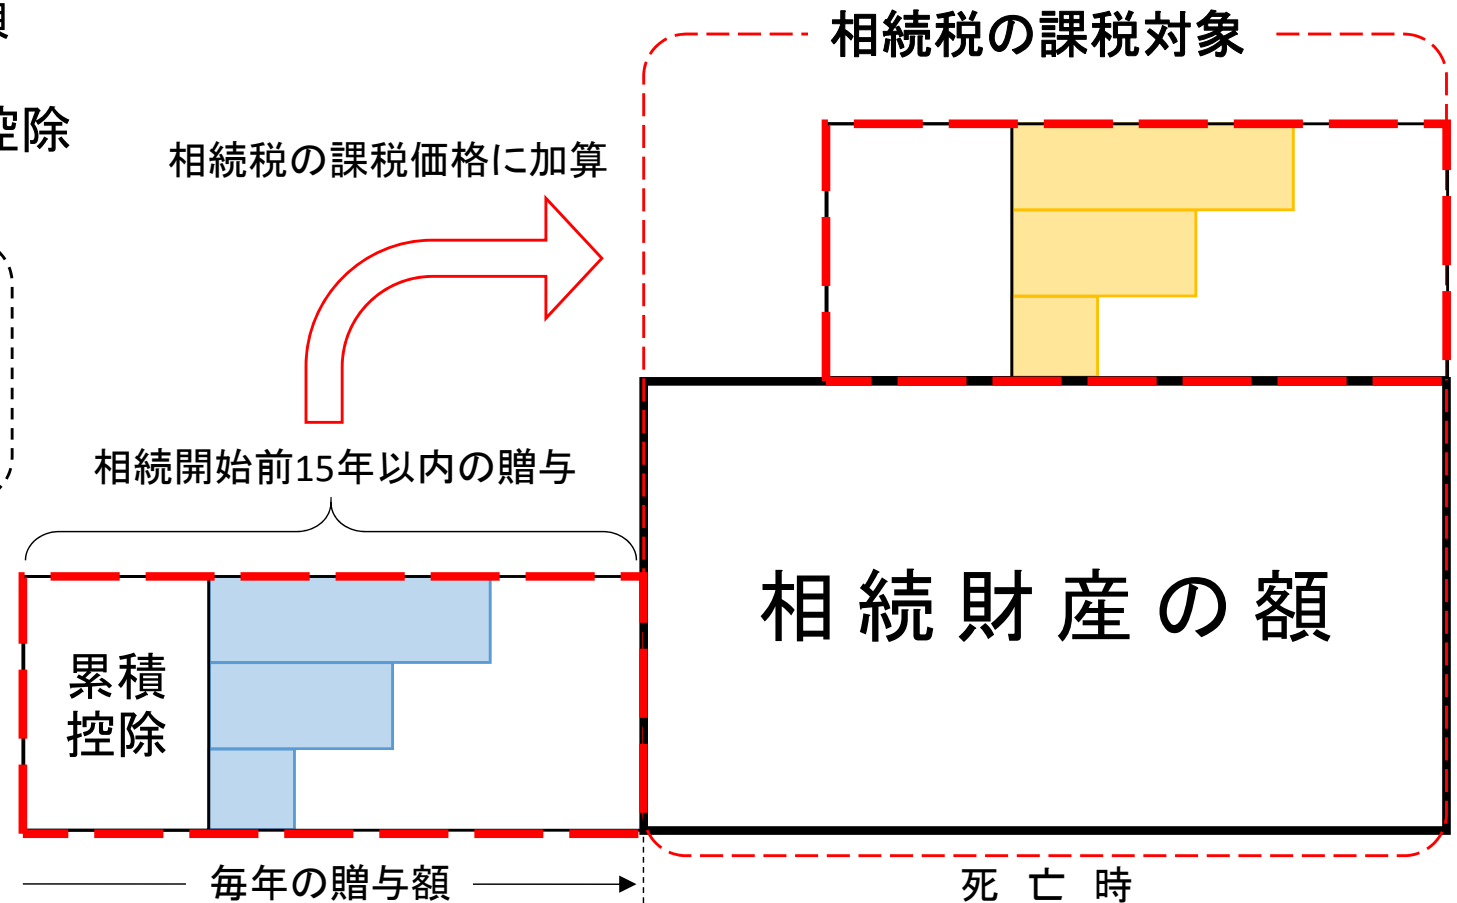 相続税の課税対象
控除
相続税の課税価格に加算
相続開始前15年以内の贈与
相続財産の額
累積
控除
毎年の贈与額
死亡時